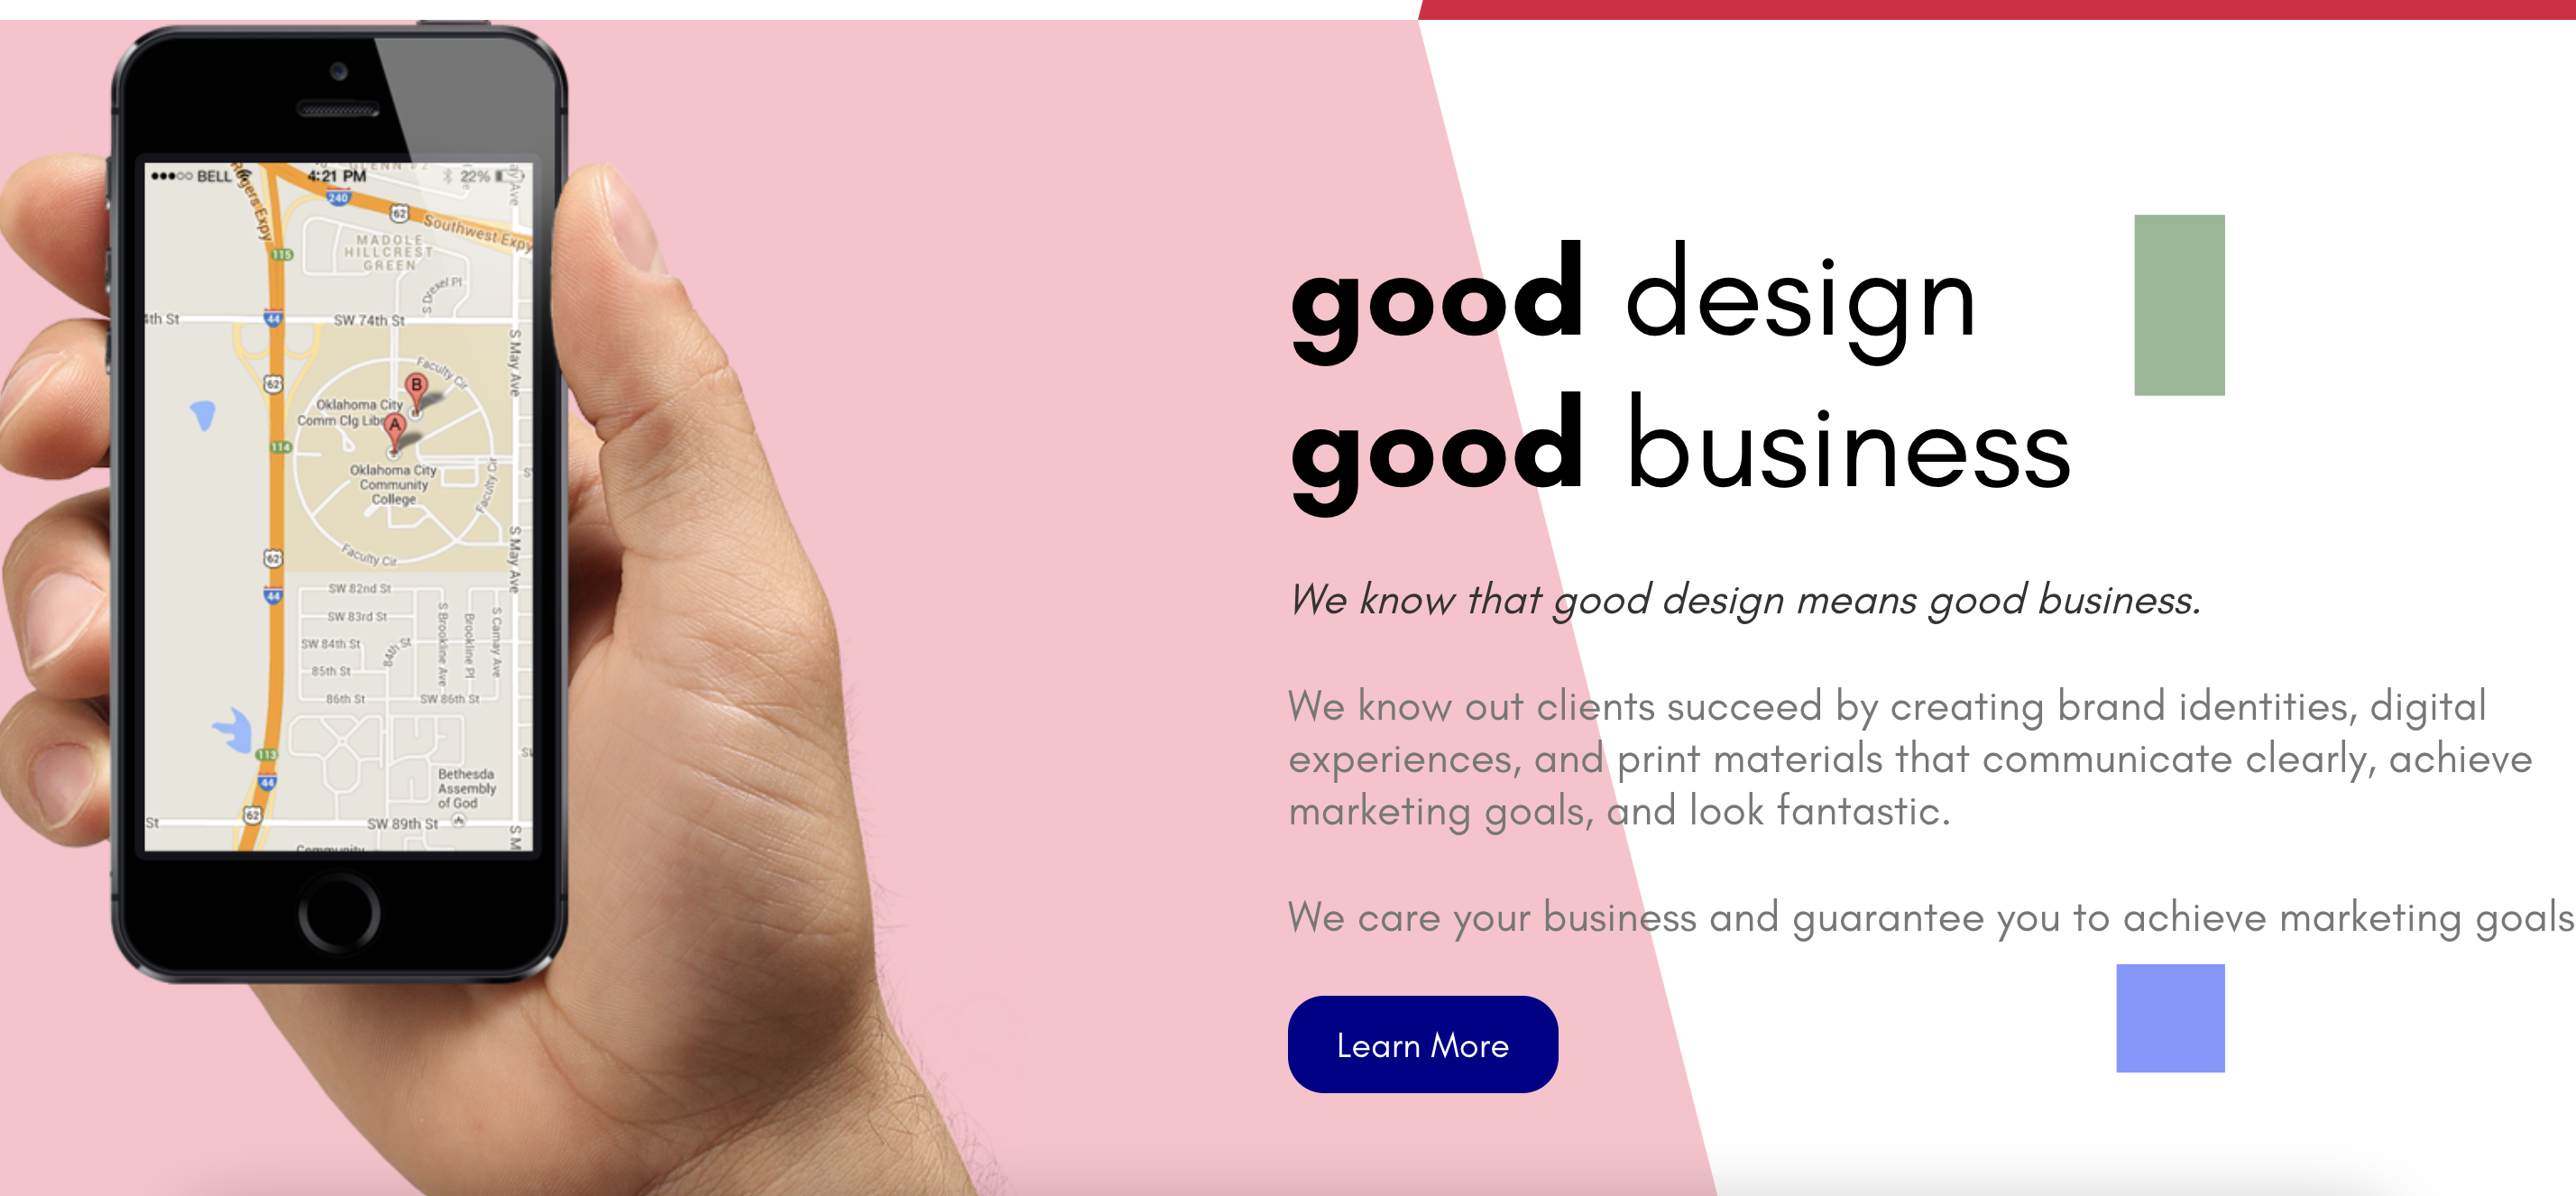 BELL 4:21 PM 22%
Rogers Expy
240
62
Southwest Expy
115
MADOLE
HILLCREST
GREEN
S Drexel Pl
4th St
44
SW 74th St
S May Ave
62
Faculty Cir
B
Oklahoma City
Comm Clg Libr
A
114
Oklahoma City
Community
College
Faculty Cir
Faculty Cir
S May Ave
62
44
SW 82nd St
SW 83rd St
SW 84th St
84th St
85th St
86th St
SW 86th St
S Brookline Ave
Brookline Pl
S Camay Ave
113
44
Bethesda
Assembly
of God
62
St
SW 89th St
S M
Community
good design
good business
We know that good design means good business.
We know out clients succeed by creating brand identities, digital
experiences, and print materials that communicate clearly, achieve
marketing goals, and look fantastic.
We care your business and guarantee you to achieve marketing goals
Learn More